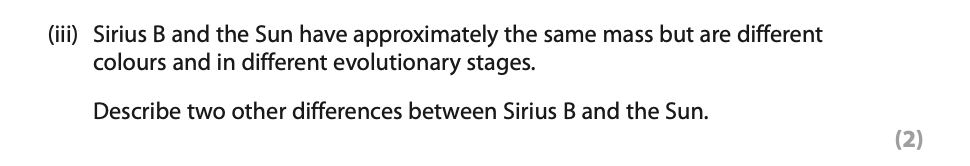 (iii) Sirius B and the Sun have approximately the same mass but are different
colours and in different evolutionary stages.
Describe two other differences between Sirius B and the Sun.
(2)